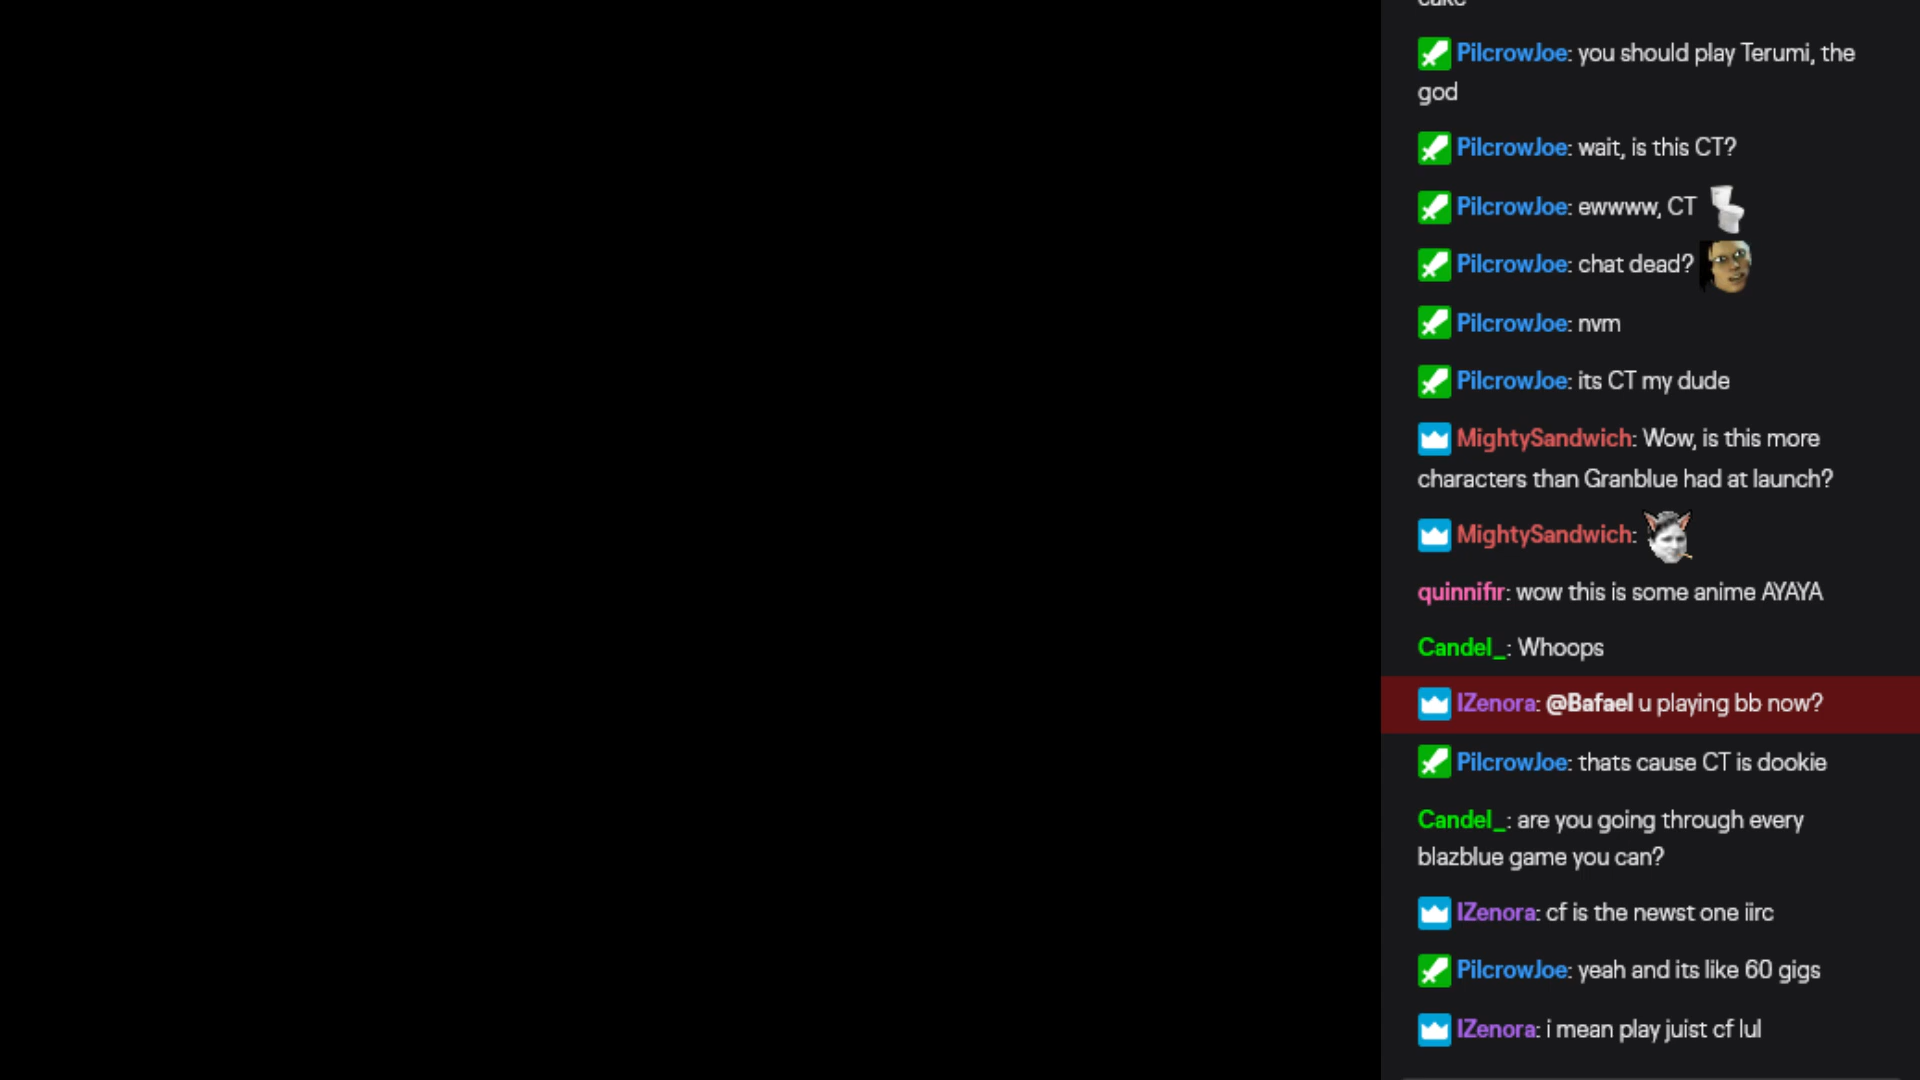 cake
PilcrowJoe: you should play Terumi, the
god
PilcrowJoe: wait, is this CT?
PilcrowJoe: ewwww, CT
PilcrowJoe: chat dead?
PilcrowJoe: nvm
PilcrowJoe: its CT my dude
MightySandwich: Wow, is this more
characters than Granblue had at launch?
MightySandwich:
quinnifir: wow this is some anime AYAYA
Candel_: Whoops
IZenora: @Bafael u playing bb now?
PilcrowJoe: thats cause CT is dookie
Candel_: are you going through every
blazblue game you can?
IZenora: cf is the newst one iirc
PilcrowJoe: yeah and its like 60 gigs
IZenora: i mean play juist cf lul